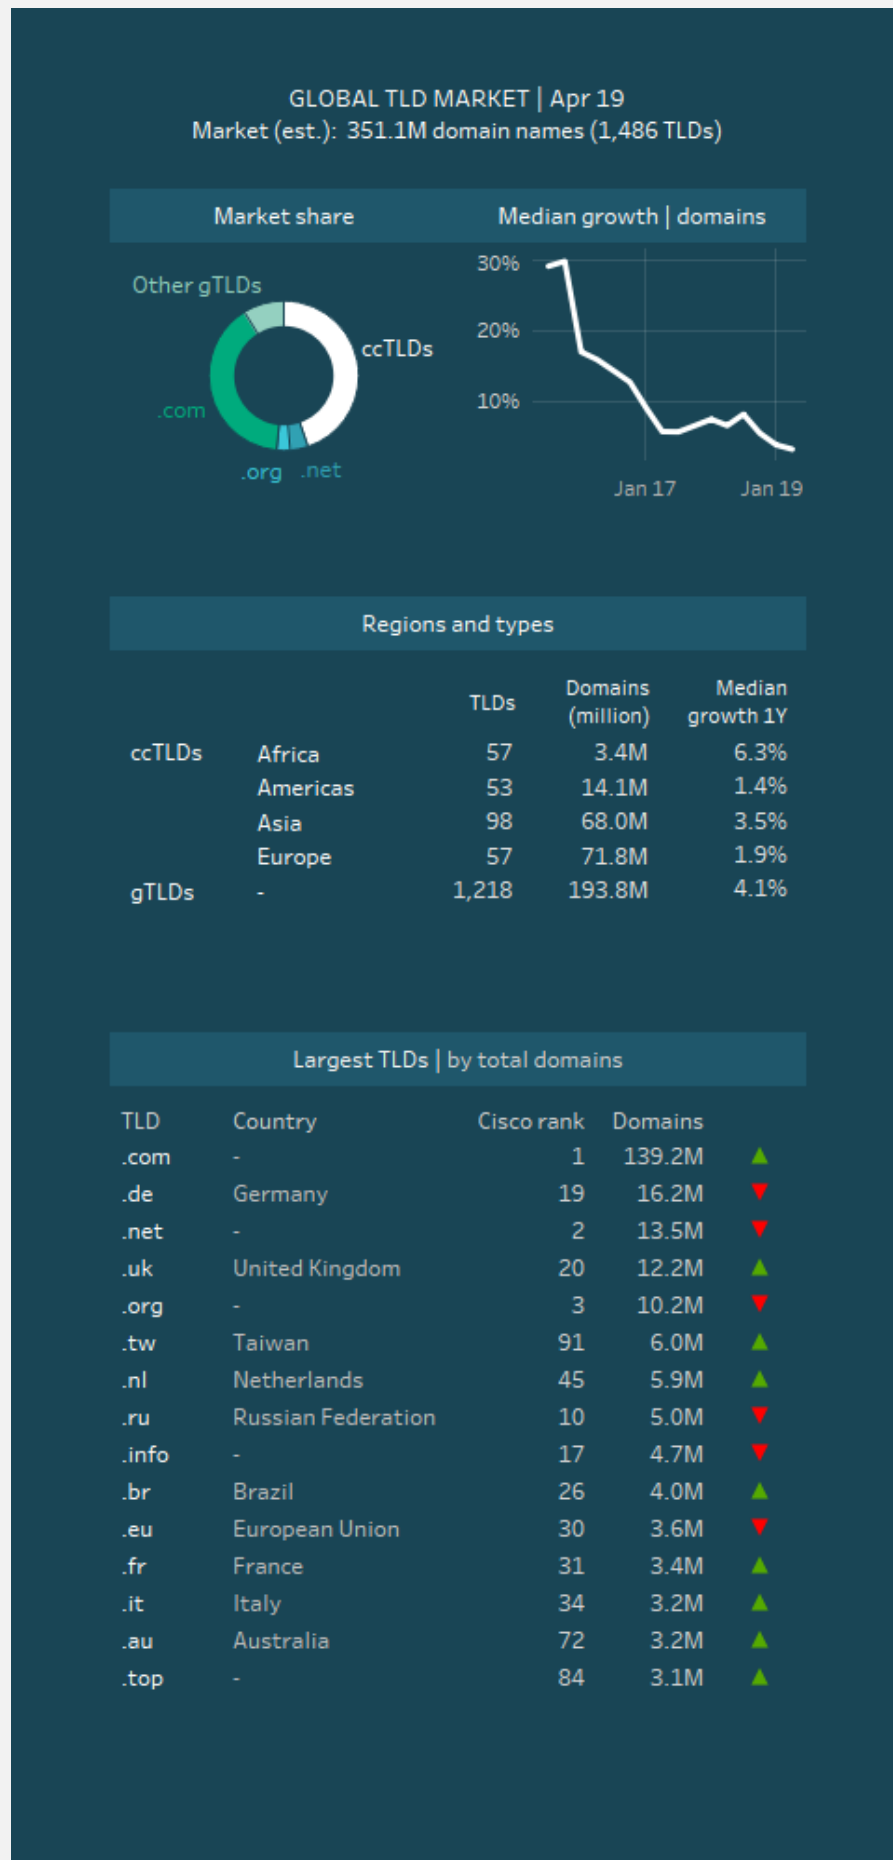 GLOBAL TLD MARKET | Apr 19
Market (est.): 351.1M domain names (1,486 TLDs)
Market share
Median growth | domains
Other gTLDs
ccTLDs
.com
.org .net
30%
20%
10%
Jan 17 Jan 19
Regions and types
TLDs Domains (million) Median growth 1Y
ccTLDs Africa 57 3.4M 6.3%
Americas 53 14.1M 1.4%
Asia 98 68.0M 3.5%
Europe 57 71.8M 1.9%
gTLDs - 1,218 193.8M 4.1%
Largest TLDs | by total domains
TLD Country Cisco rank Domains
.com - 1 139.2M ▲
.de Germany 19 16.2M ▼
.net - 2 13.5M ▼
.uk United Kingdom 20 12.2M ▲
.org - 3 10.2M ▼
.tw Taiwan 91 6.0M ▲
.nl Netherlands 45 5.9M ▲
.ru Russian Federation 10 5.0M ▼
.info - 17 4.7M ▼
.br Brazil 26 4.0M ▲
.eu European Union 30 3.6M ▼
.fr France 31 3.4M ▲
.it Italy 34 3.2M ▲
.au Australia 72 3.2M ▲
.top - 84 3.1M ▲